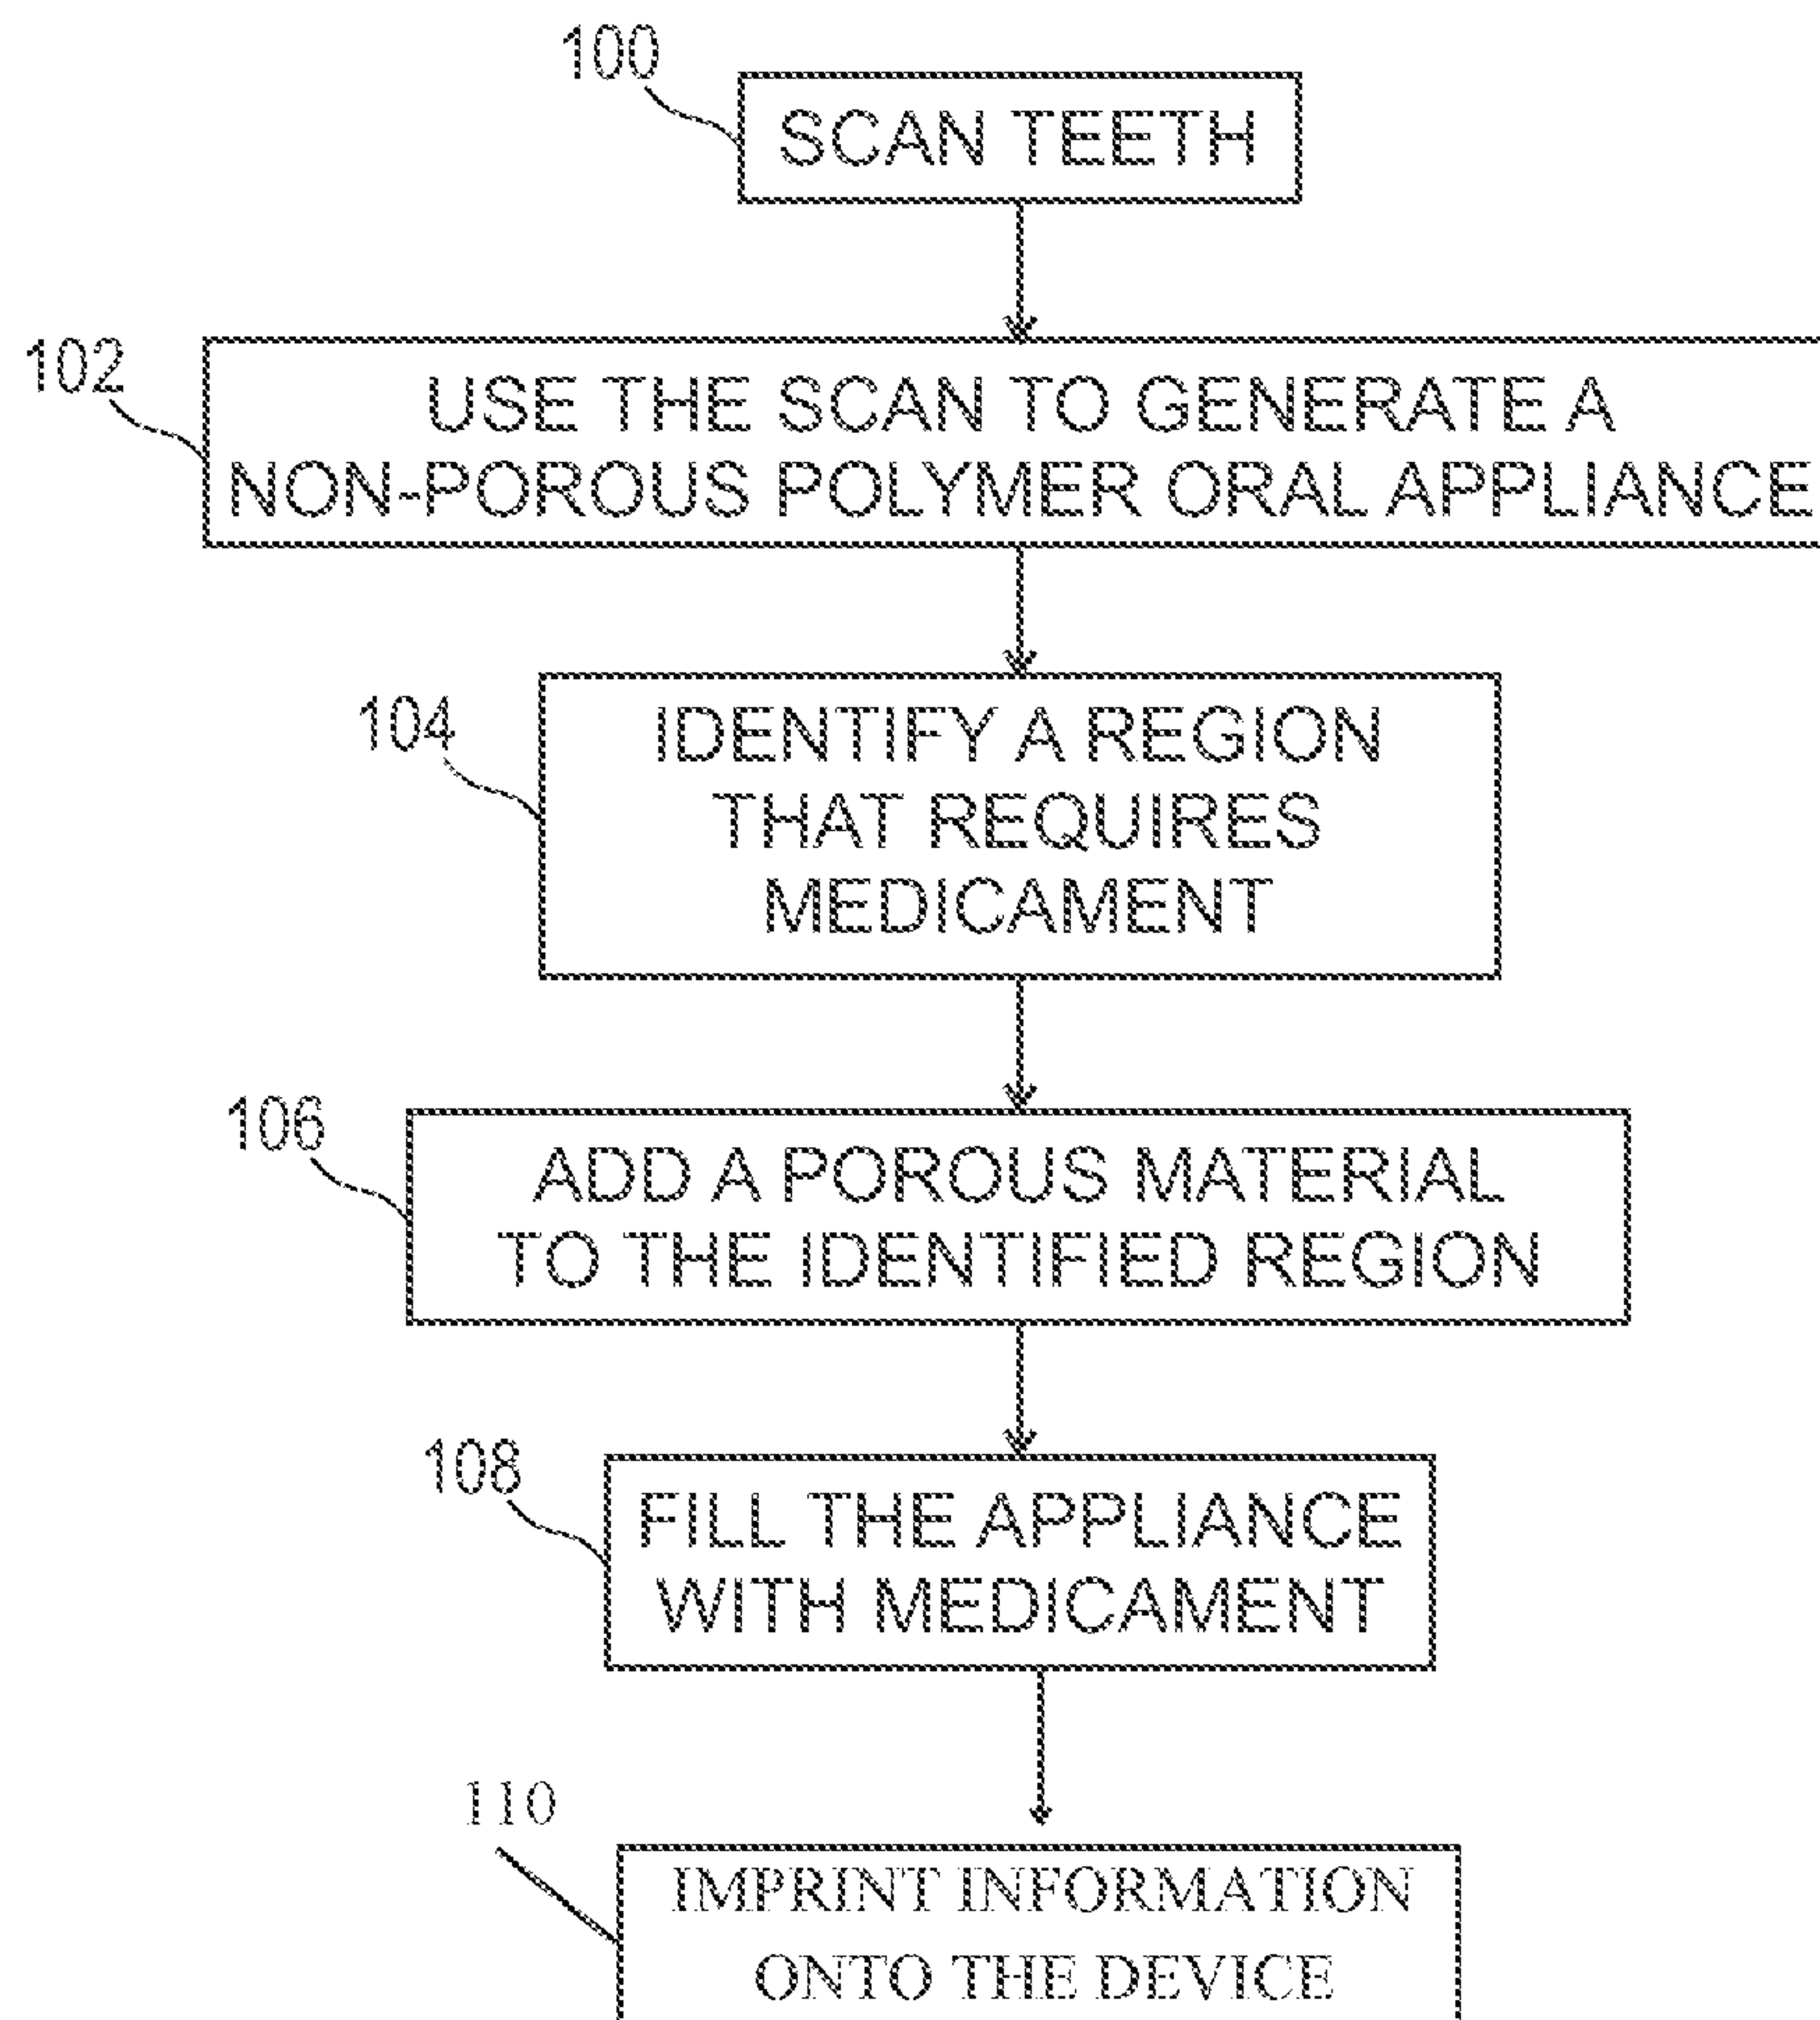 100
SCAN TEETH
102
USE THE SCAN TO GENERATE A
NON-POROUS POLYMER ORAL APPLIANCE
104
IDENTIFY A REGION
THAT REQUIRES
MEDICAMENT
106
ADD A POROUS MATERIAL
TO THE IDENTIFIED REGION
108
FILL THE APPLIANCE
WITH MEDICAMENT
110
IMPRINT INFORMATION
ONTO THE DEVICE